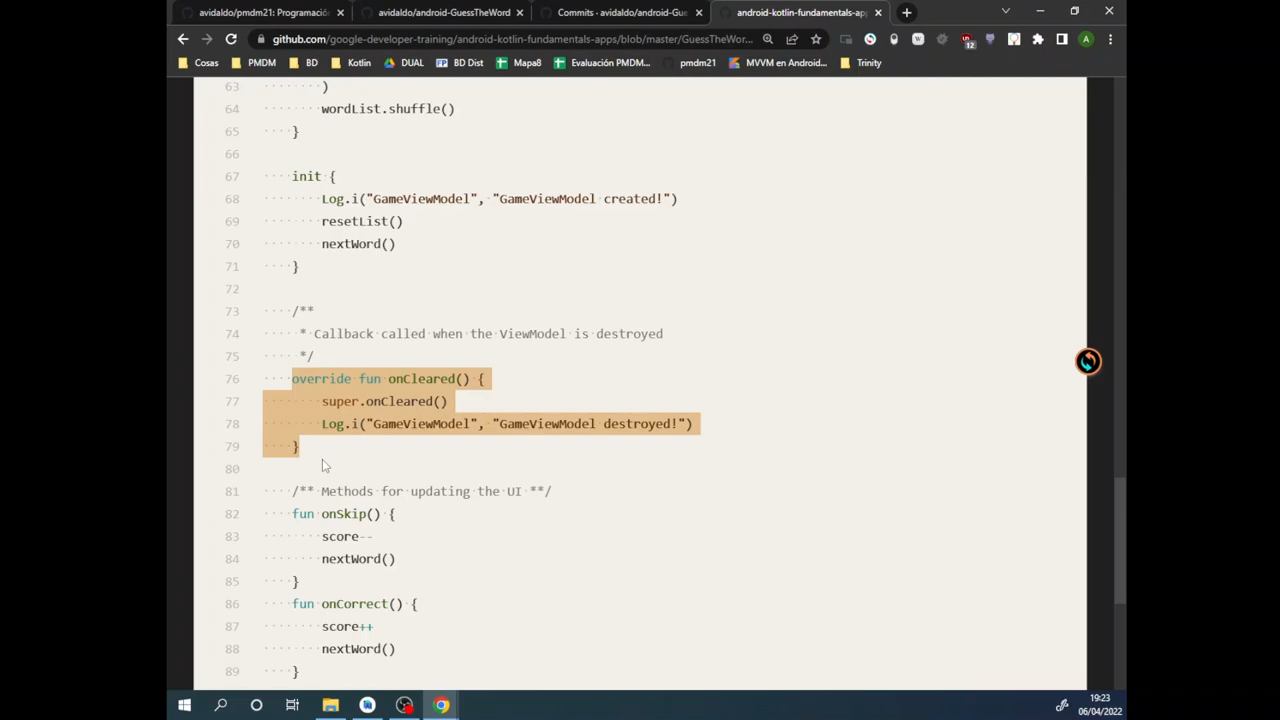 avidaldo/pmdm21: Programació
avidaldo/android-GuessTheWord
Commits - avidaldo/android-Gue
android-kotlin-fundamentals-ap
github.com/google-developer-training/android-kotlin-fundamentals-apps/blob/master/GuessTheWor...
12
A
Cosas
PMDM
BD
Kotlin
DUAL
BD Dist
Mapa8
Evaluación PMDM...
pmdm21
MVVM en Android...
Trinity
63 )
64 wordList.shuffle()
65 }
66
67 init {
68 Log.i("GameViewModel", "GameViewModel created!")
69 resetList()
70 nextWord()
71 }
72
73 /**
74 * Callback called when the ViewModel is destroyed
75 */
76 override fun onCleared() {
77 super.onCleared()
78 Log.i("GameViewModel", "GameViewModel destroyed!")
79 }
80
81 /** Methods for updating the UI **/
82 fun onSkip() {
83 score--
84 nextWord()
85 }
86 fun onCorrect() {
87 score++
88 nextWord()
89 }
19:23
06/04/2022